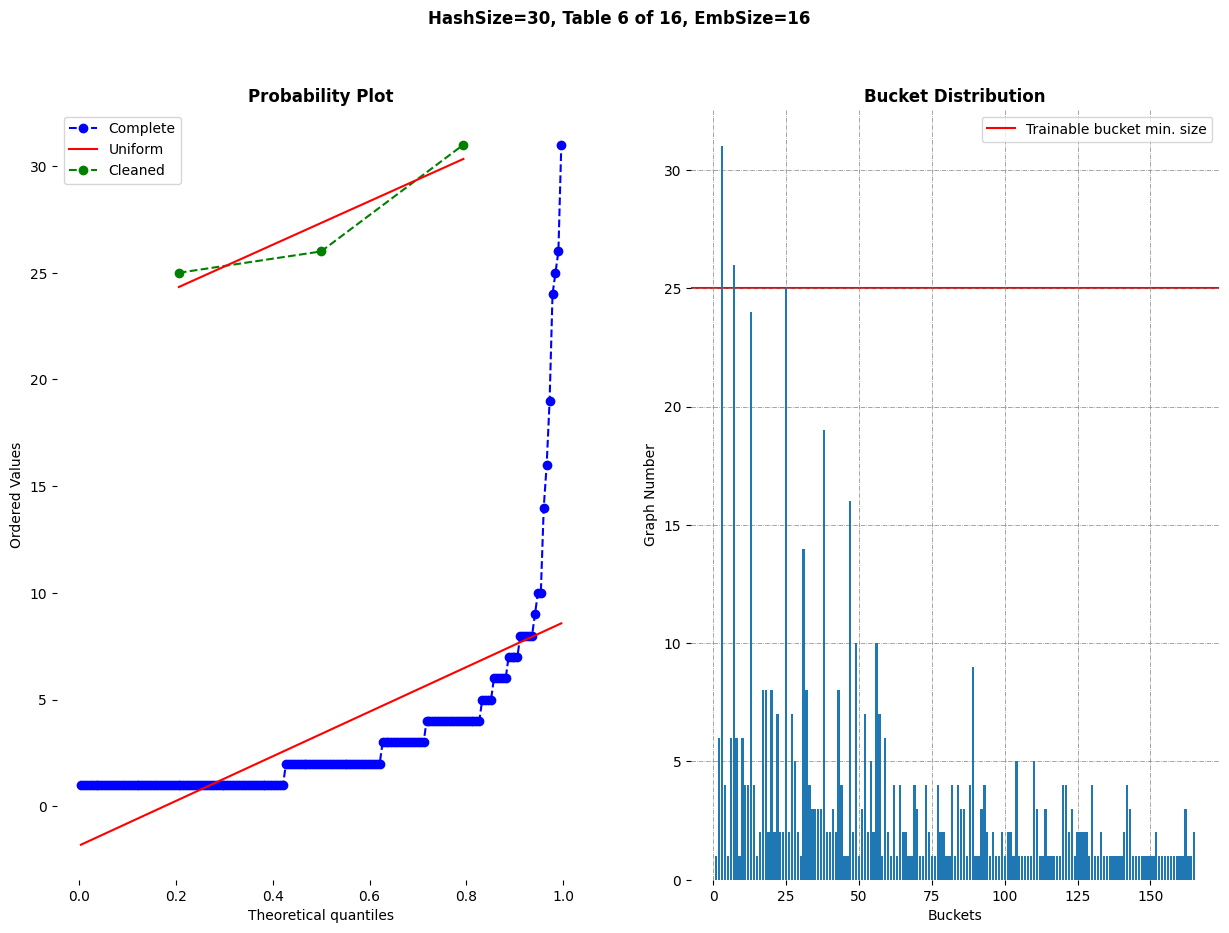 HashSize=30, Table 6 of 16, EmbSize=16
Probability Plot
Complete
Uniform
Cleaned
30
25
20
15
10
5
0
Ordered Values
0.0 0.2 0.4 0.6 0.8 1.0
Theoretical quantiles
Bucket Distribution
Trainable bucket min. size
30
25
20
15
10
5
0
Graph Number
0 25 50 75 100 125 150
Buckets